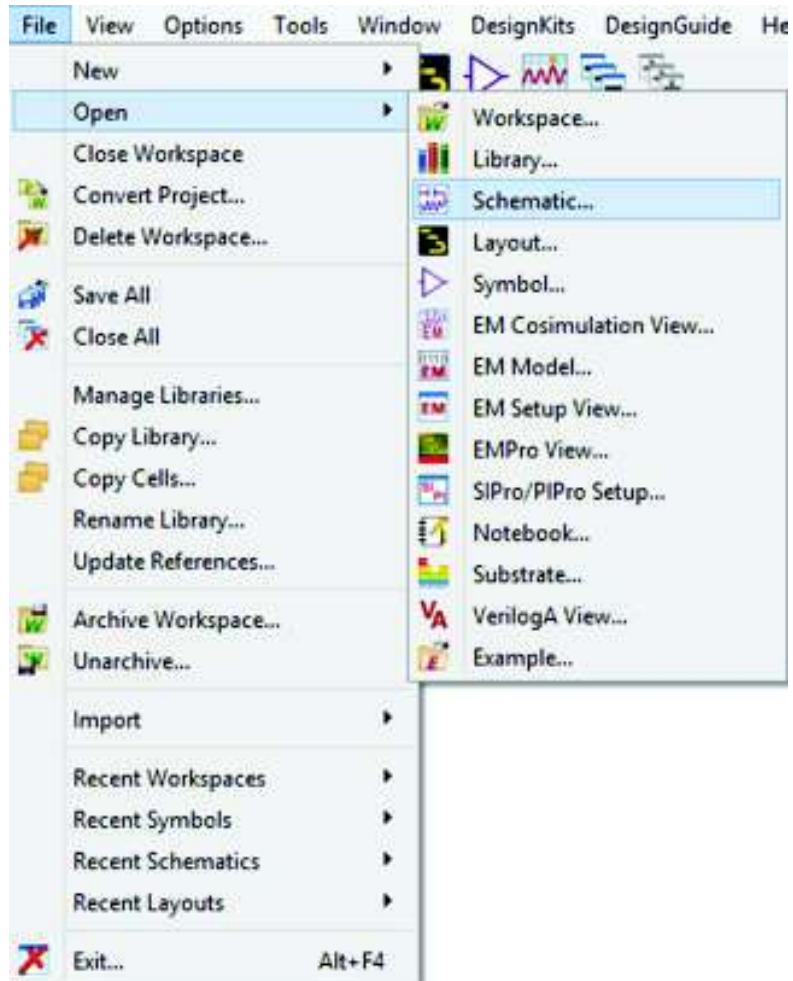 File View Options Tools Window DesignKits DesignGuide He
New
Open
Close Workspace
Convert Project...
Delete Workspace...
Save All
Close All
Manage Libraries...
Copy Library...
Copy Cells...
Rename Library...
Update References...
Archive Workspace...
Unarchive...
Import
Recent Workspaces
Recent Symbols
Recent Schematics
Recent Layouts
Exit... Alt+F4
Workspace...
Library...
Schematic...
Layout...
Symbol...
EM Cosimulation View...
EM Model...
EM Setup View...
EMPro View...
SIPro/PIPro Setup...
Notebook...
Substrate...
VA VerilogA View...
Example...